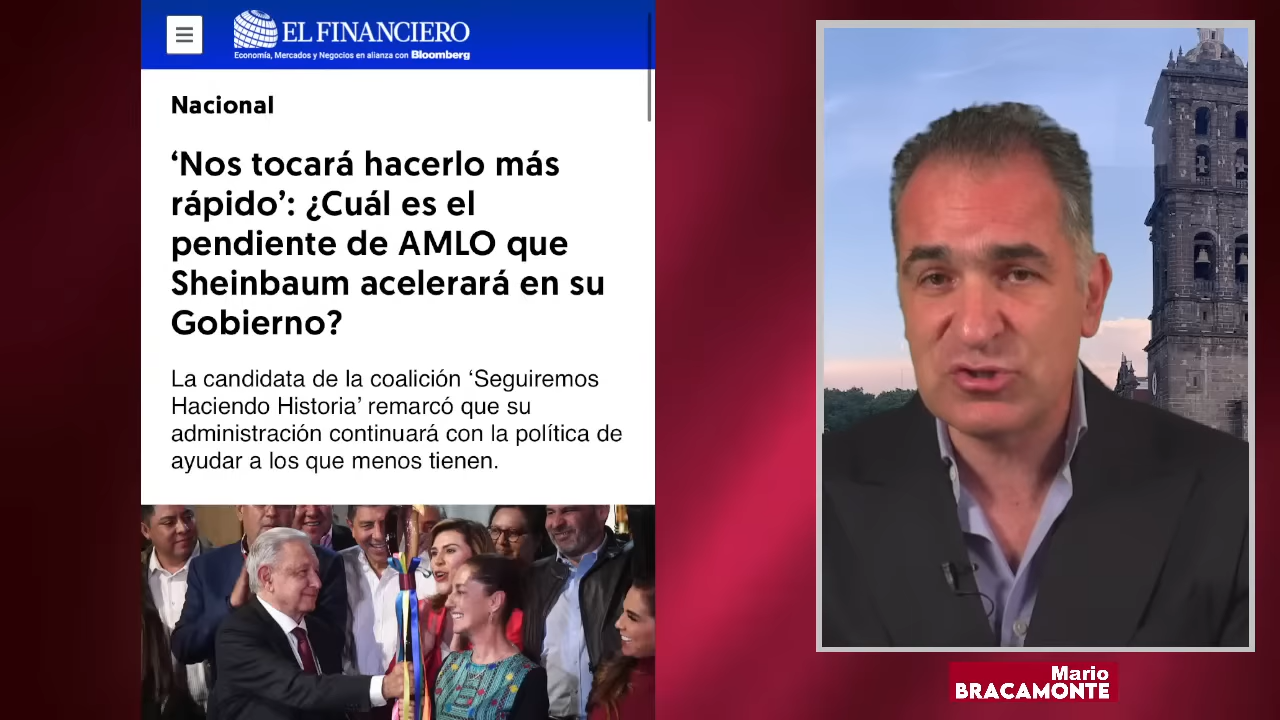 EL FINANCIERO
Economía, Mercados y Negocios en alianza con Bloomberg
Nacional
‘Nos tocará hacerlo más
rápido’: ¿Cuál es el
pendiente de AMLO que
Sheinbaum acelerará en su
Gobierno?
La candidata de la coalición ‘Seguiremos
Haciendo Historia’ remarcó que su
administración continuará con la política de
ayudar a los que menos tienen.
Mario
BRACAMONTE